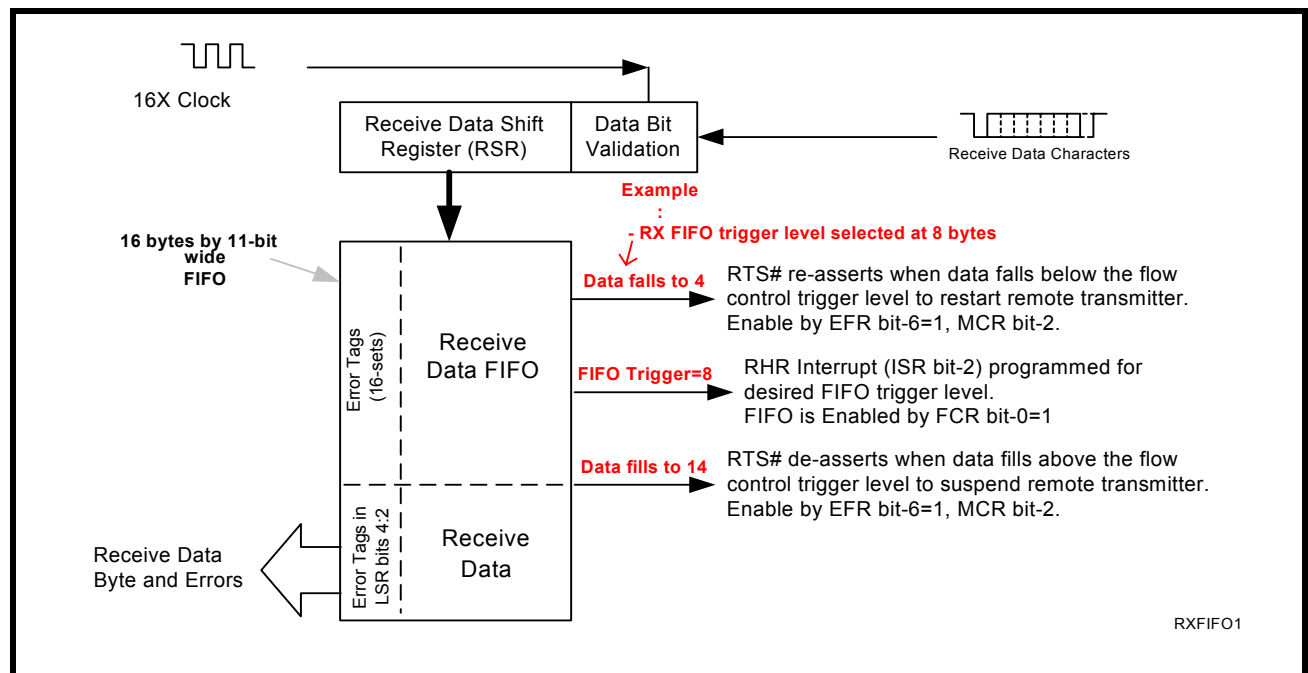 16X Clock
Receive Data Shift
Register (RSR)
Data Bit
Validation
Receive Data Characters
Example
:
- RX FIFO trigger level selected at 8 bytes
16 bytes by 11-bit
wide
FIFO
Data falls to 4
RTS# re-asserts when data falls below the flow
control trigger level to restart remote transmitter.
Enable by EFR bit-6=1, MCR bit-2.
Error Tags
(16-sets)
Receive
Data FIFO
FIFO Trigger=8
RHR Interrupt (ISR bit-2) programmed for
desired FIFO trigger level.
FIFO is Enabled by FCR bit-0=1
Data fills to 14
RTS# de-asserts when data fills above the flow
control trigger level to suspend remote transmitter.
Enable by EFR bit-6=1, MCR bit-2.
Error Tags in
LSR bits 4:2
Receive
Data
Receive Data
Byte and Errors
RXFIFO1